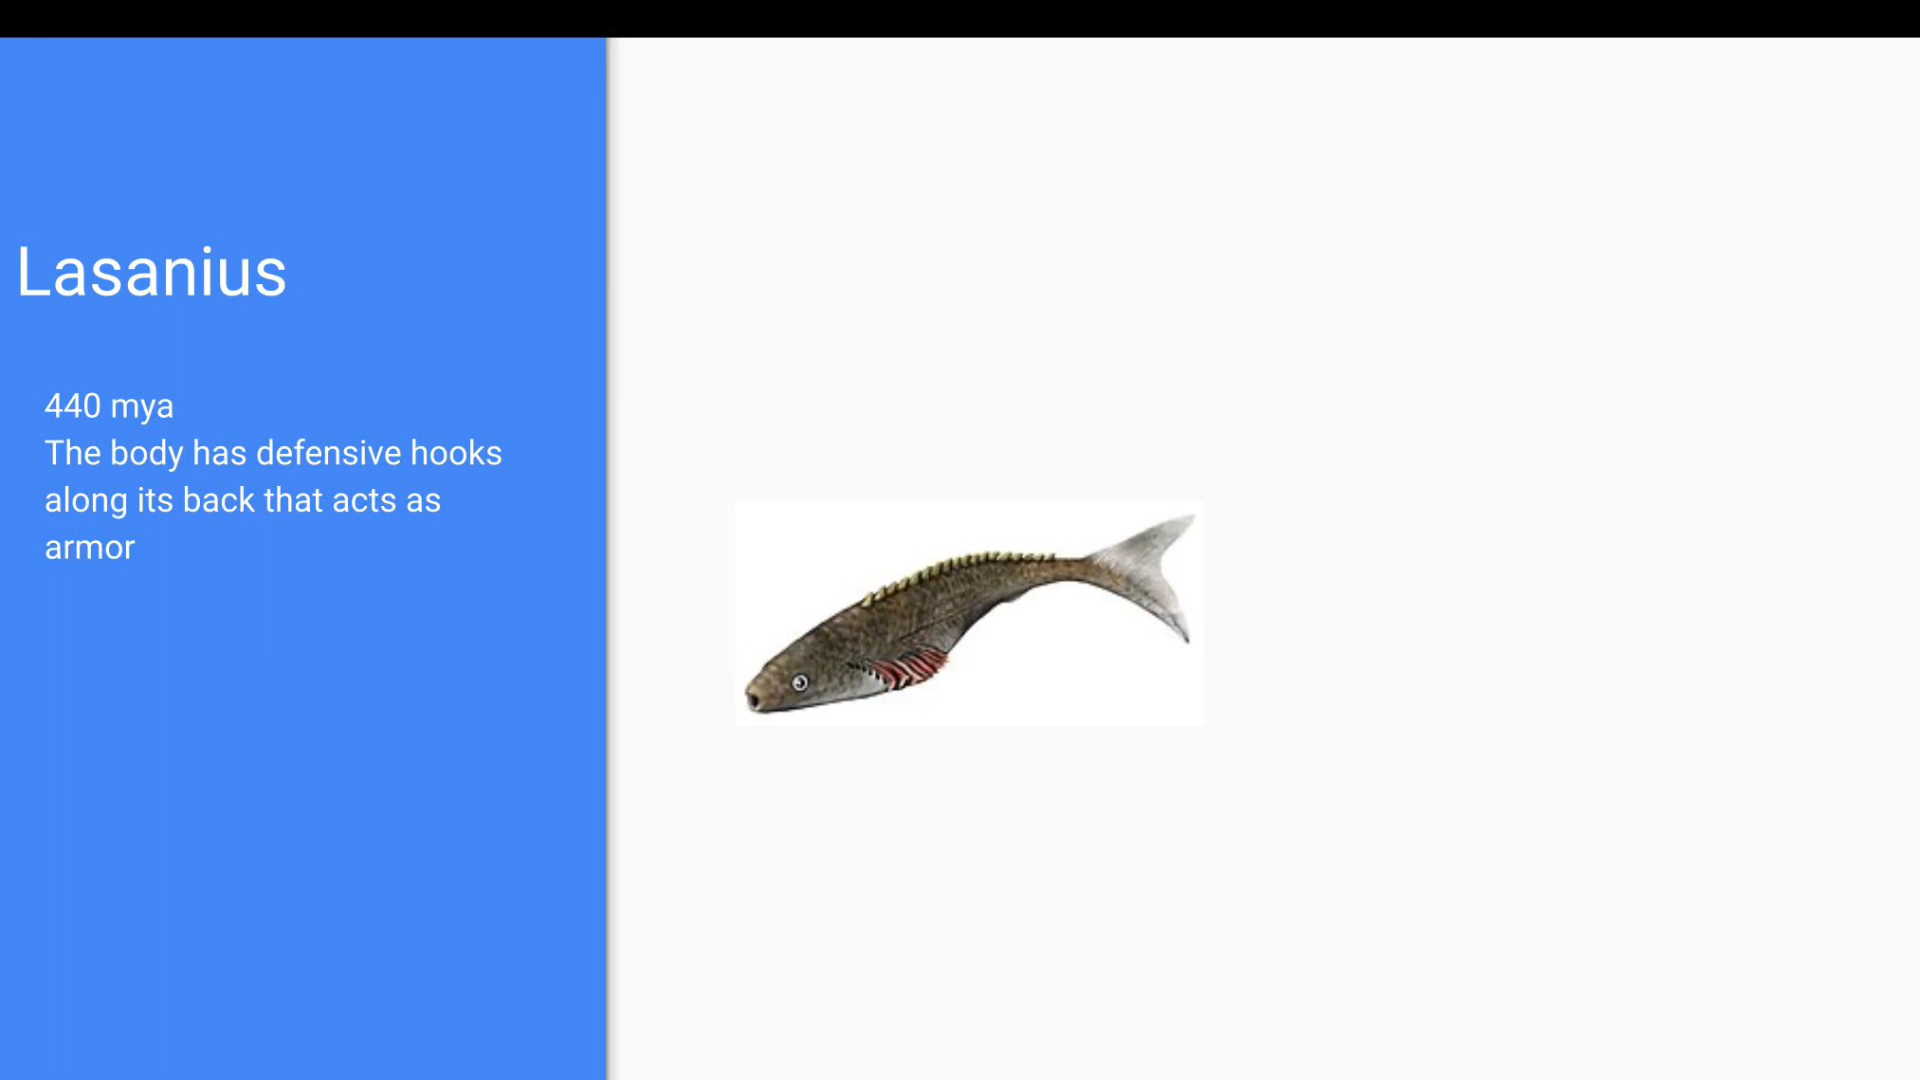 Lasanius
440 mya
The body has defensive hooks
along its back that acts as
armor